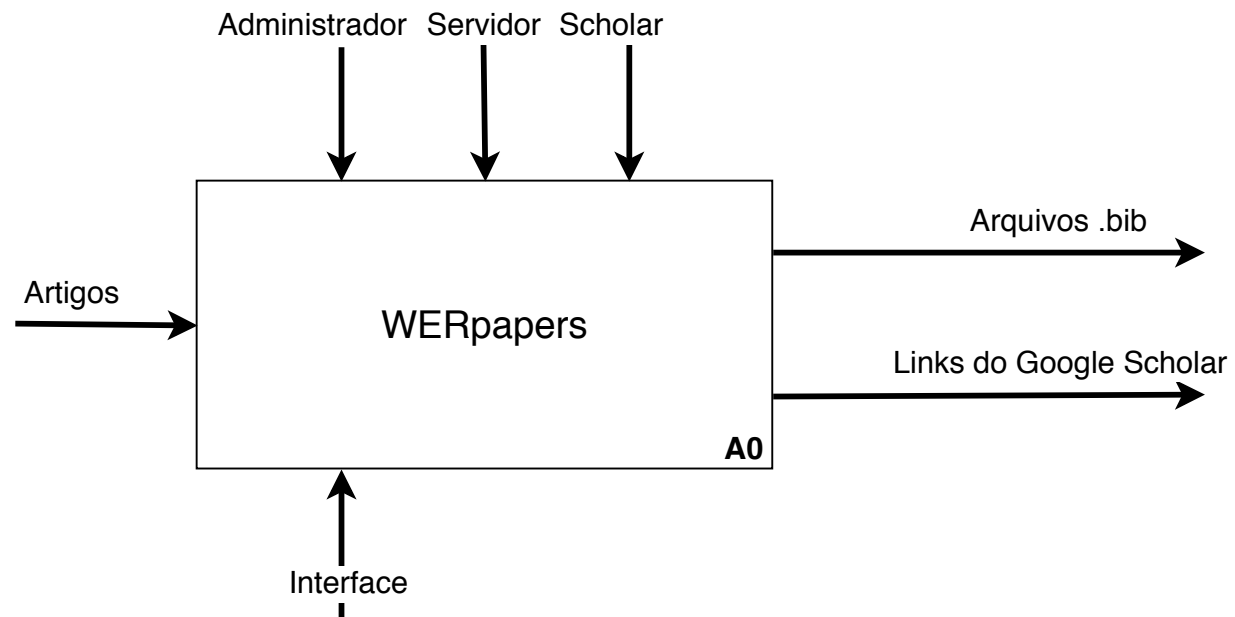 Administrador Servidor Scholar
Arquivos .bib
Artigos
WERpapers
Links do Google Scholar
A0
Interface